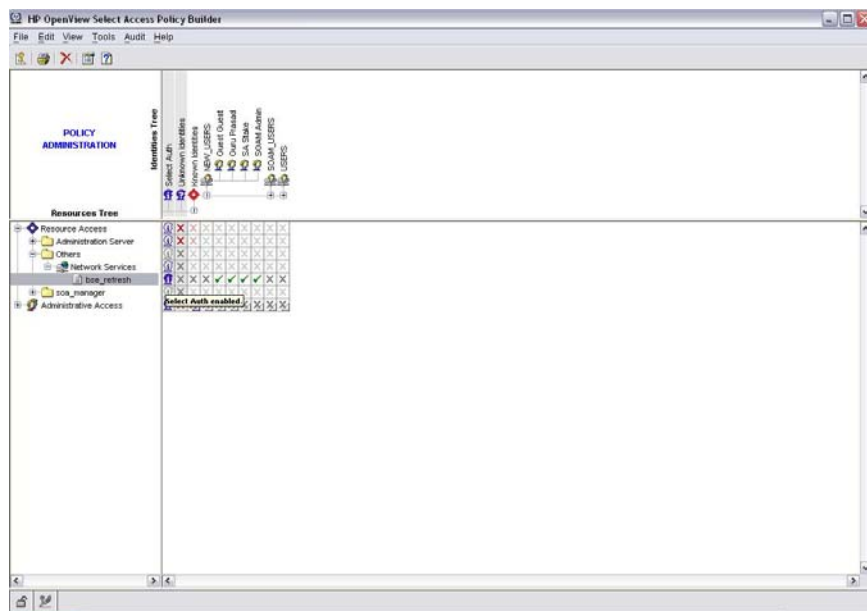 HP OpenView Select Access Policy Builder
File Edit View Tools Audit Help
POLICY
ADMINISTRATION
Identities Tree
Select Auth
Unknown Identities
Known Identities
NEW_USERS
Guest Guest
Guru Prasad
SA Stake
SOAM Admin
SOAM_USERS
USERS
Resources Tree
Resource Access
Administration Server
Others
Network Services
bse_refresh
soa_manager
Administrative Access
Select Auth enabled.